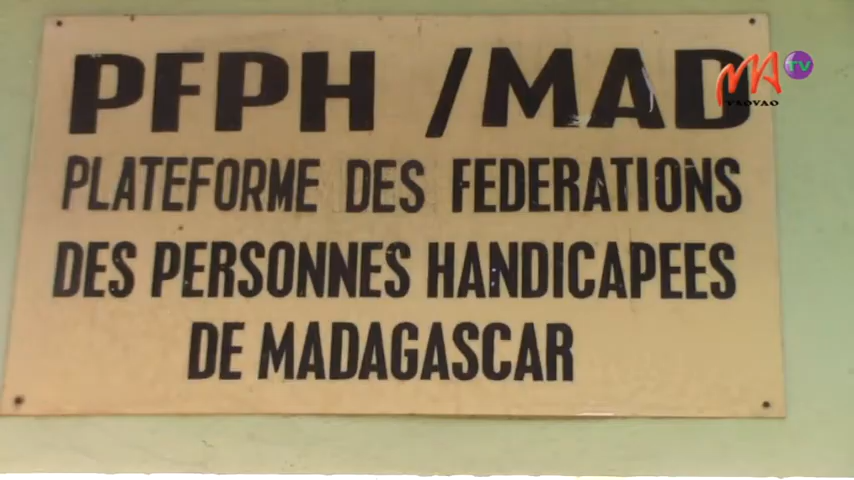 PFPH /MAD
PLATEFORME DES FEDERATIONS
DES PERSONNES HANDICAPEES
DE MADAGASCAR
MA TV
VAOVAO